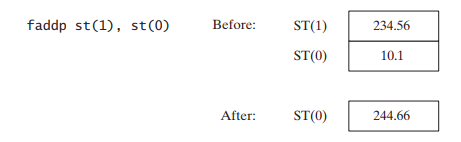 faddp st(1), st(0) Before: ST(1) 234.56
ST(0) 10.1
After: ST(0) 244.66